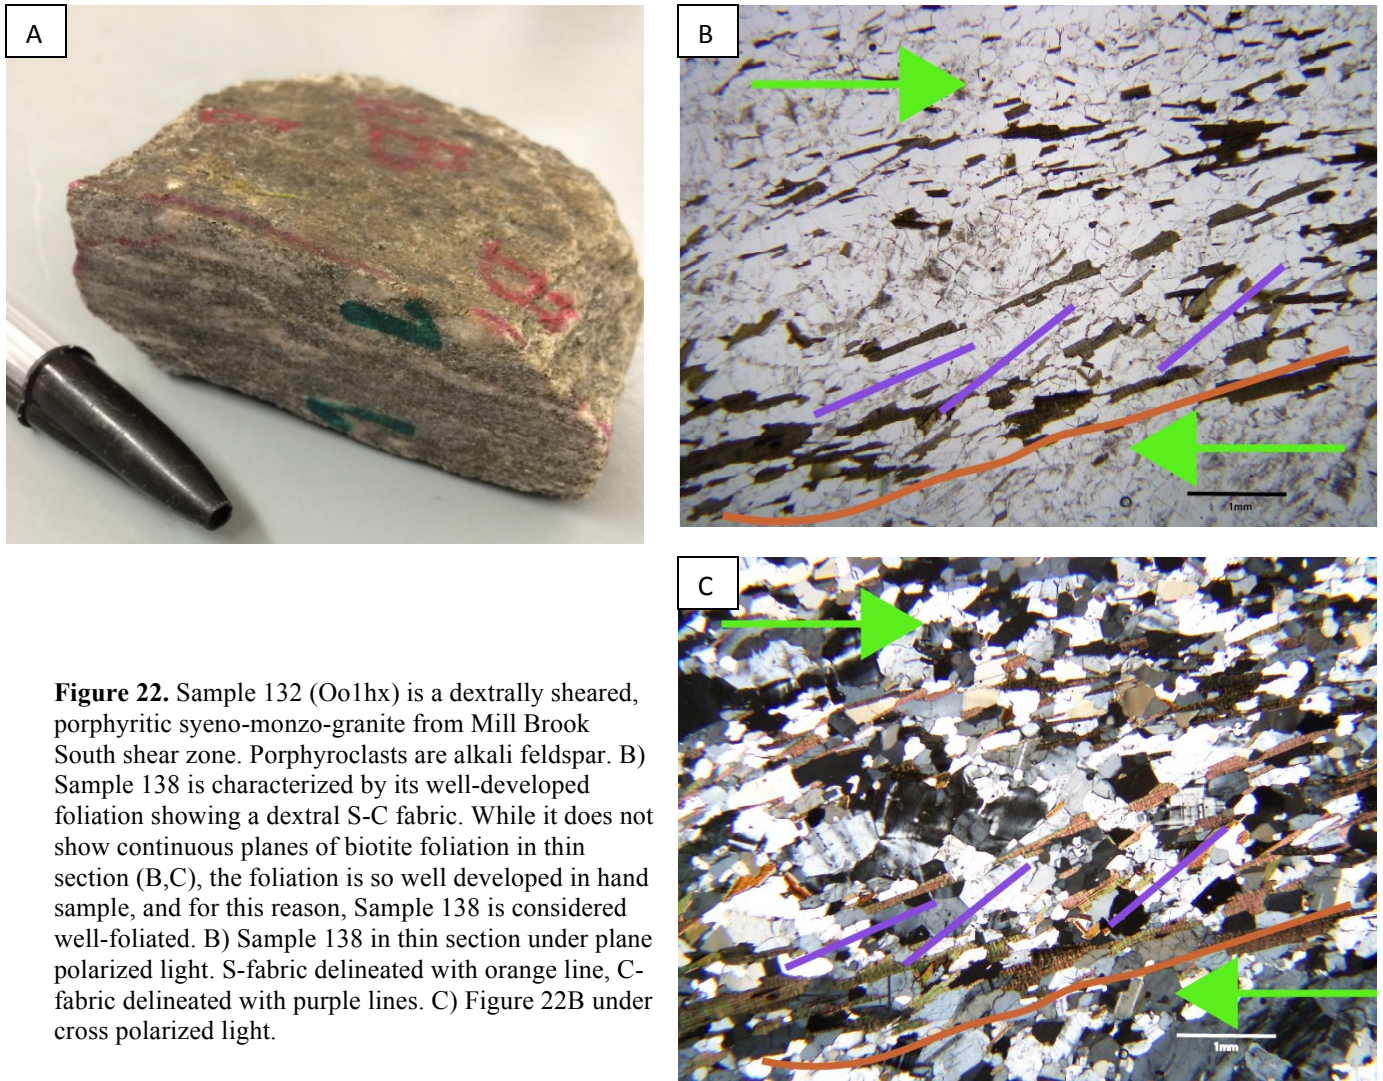 A
B
1mm
C
1mm
Figure 22. Sample 132 (Oo1hx) is a dextrally sheared,
porphyritic syeno-monzo-granite from Mill Brook
South shear zone. Porphyroclasts are alkali feldspar. B)
Sample 138 is characterized by its well-developed
foliation showing a dextral S-C fabric. While it does not
show continuous planes of biotite foliation in thin
section (B,C), the foliation is so well developed in hand
sample, and for this reason, Sample 138 is considered
well-foliated. B) Sample 138 in thin section under plane
polarized light. S-fabric delineated with orange line, C-
fabric delineated with purple lines. C) Figure 22B under
cross polarized light.